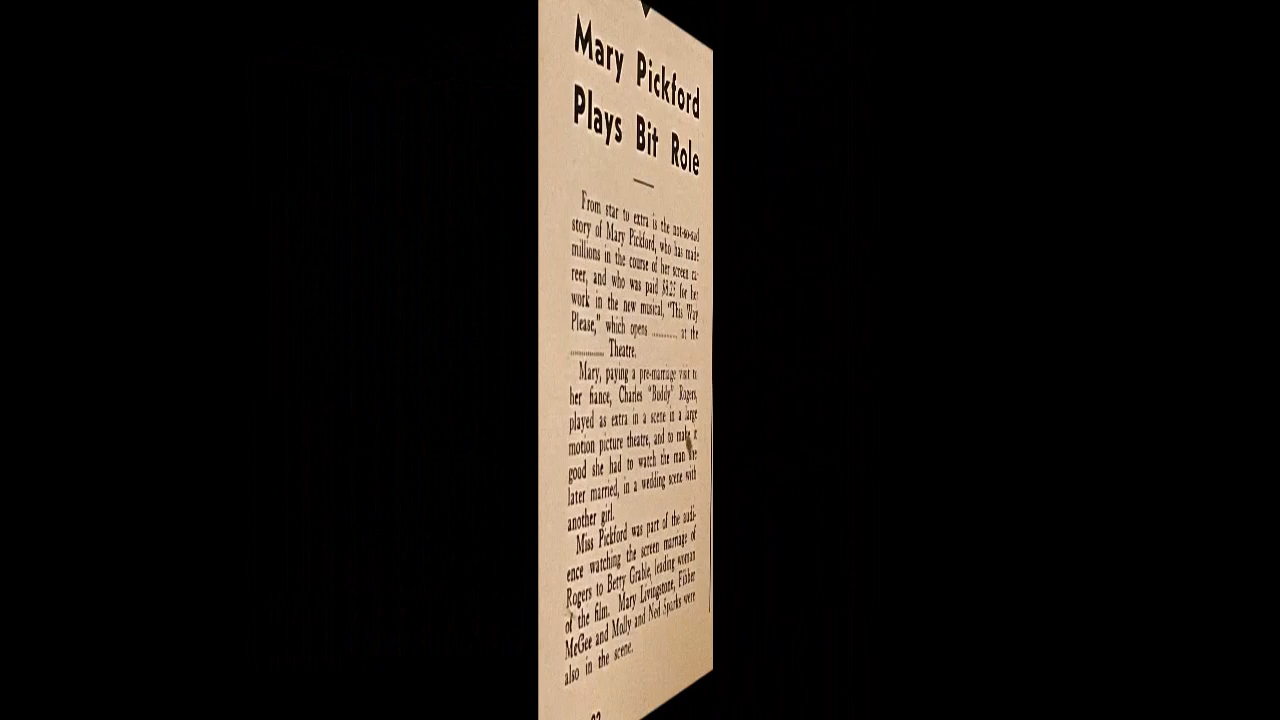 Mary Pickford
Plays Bit Role
From star to extra is the not-so-sad
story of Mary Pickford, who has made
millions in the course of her screen ca-
reer, and who was paid $8.25 for her
work in the new musical, "This Way
Please," which opens .......... at the
............ Theatre.
Mary, paying a pre-marriage visit to
her fiance, Charles "Buddy" Rogers,
played as extra in a scene in a large
motion picture theatre, and to make it
good she had to watch the man she
later married, in a wedding scene with
another girl.
Miss Pickford was part of the audi-
ence watching the screen marriage of
Rogers to Betty Grable, leading woman
of the film. Mary Livingstone, Fibber
McGee and Molly and Ned Sparks were
also in the scene.